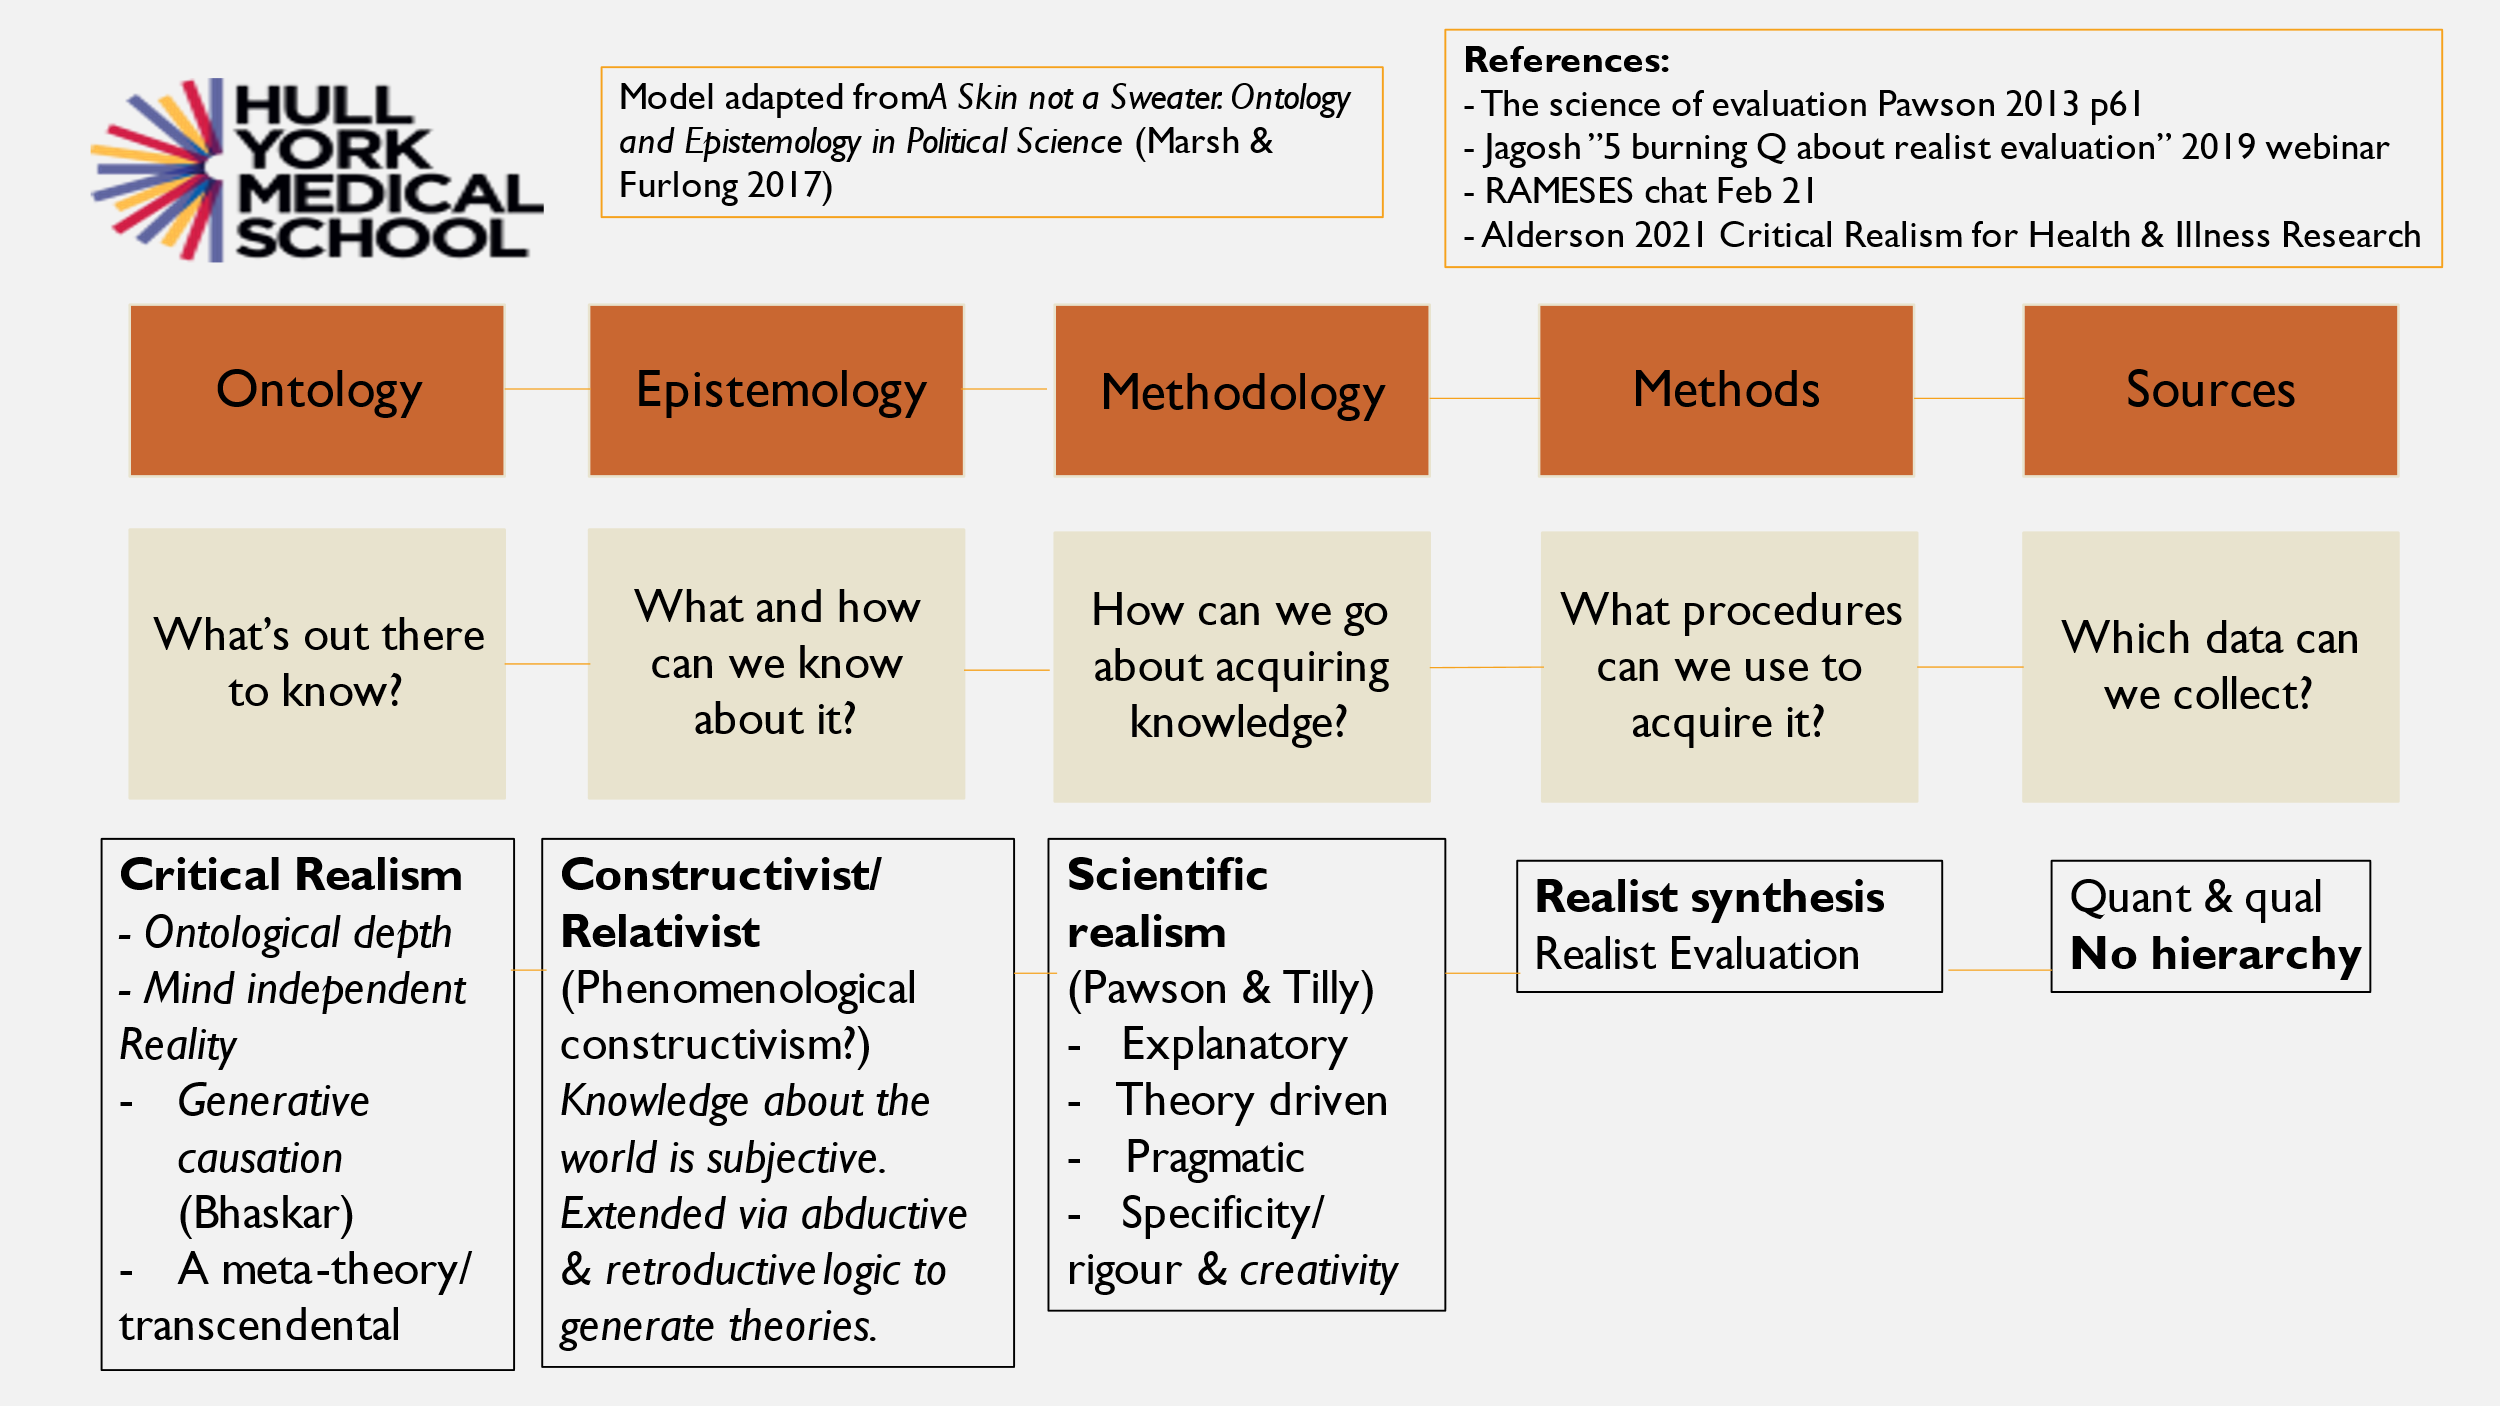 HULL
YORK
MEDICAL
SCHOOL
Model adapted from A Skin not a Sweater. Ontology
and Epistemology in Political Science (Marsh &
Furlong 2017)
References:
- The science of evaluation Pawson 2013 p61
- Jagosh ”5 burning Q about realist evaluation” 2019 webinar
- RAMESES chat Feb 21
- Alderson 2021 Critical Realism for Health & Illness Research
Ontology
Epistemology
Methodology
Methods
Sources
What’s out there
to know?
What and how
can we know
about it?
How can we go
about acquiring
knowledge?
What procedures
can we use to
acquire it?
Which data can
we collect?
Critical Realism
- Ontological depth
- Mind independent
Reality
- Generative
causation
(Bhaskar)
- A meta-theory/
transcendental
Constructivist/
Relativist
(Phenomenological
constructivism?)
Knowledge about the
world is subjective.
Extended via abductive
& retroductive logic to
generate theories.
Scientific
realism
(Pawson & Tilly)
- Explanatory
- Theory driven
- Pragmatic
- Specificity/
rigour & creativity
Realist synthesis
Realist Evaluation
Quant & qual
No hierarchy